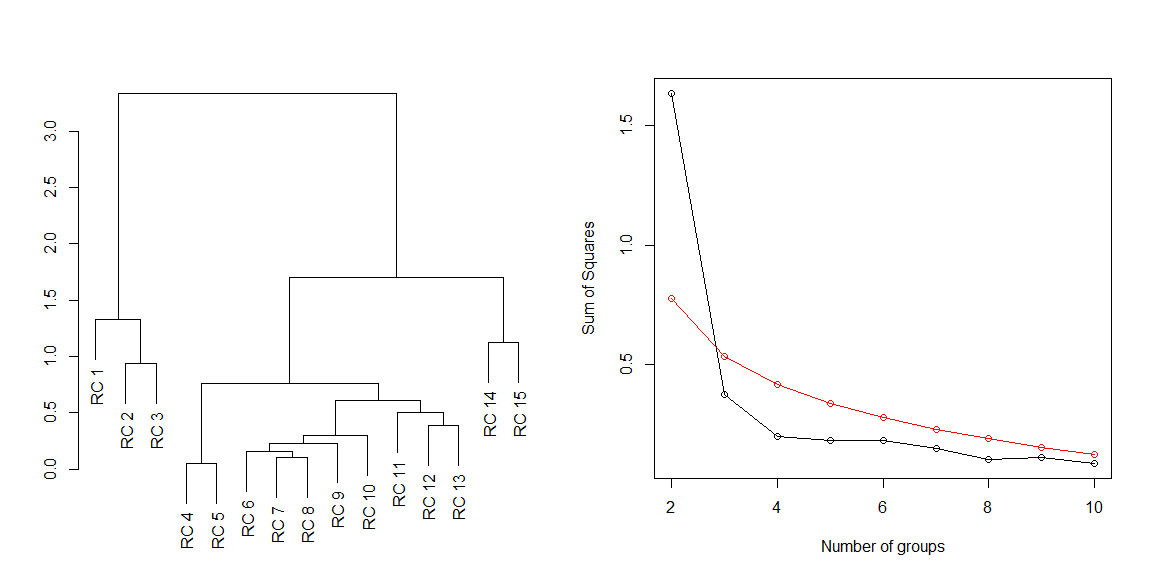 3.0
2.5
2.0
1.5
1.0
0.5
0.0
RC 1
RC 2
RC 3
RC 4
RC 5
RC 6
RC 7
RC 8
RC 9
RC 10
RC 11
RC 12
RC 13
RC 14
RC 15
Sum of Squares
1.5
1.0
0.5
2 4 6 8 10
Number of groups